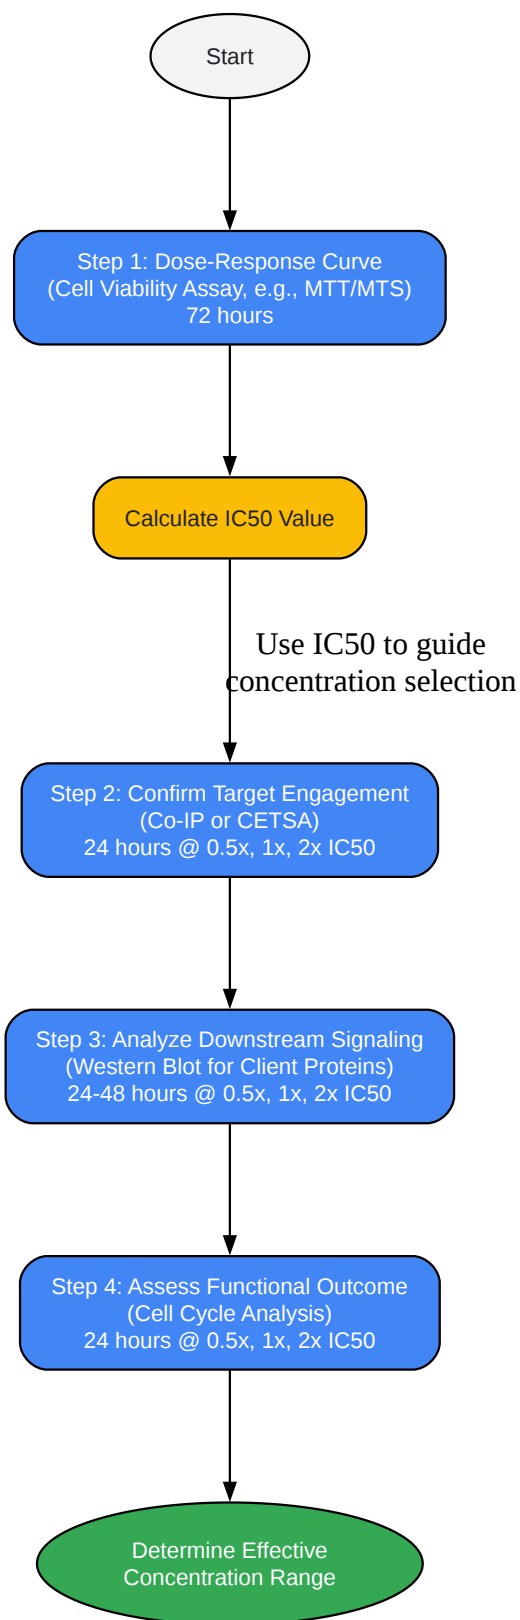 Start
Step 1: Dose-Response Curve
(Cell Viability Assay, e.g., MTT/MTS)
72 hours
Calculate IC50 Value
Use IC50 to guide
concentration selection
Step 2: Confirm Target Engagement
(Co-IP or CETSA)
24 hours @ 0.5x, 1x, 2x IC50
Step 3: Analyze Downstream Signaling
(Western Blot for Client Proteins)
24-48 hours @ 0.5x, 1x, 2x IC50
Step 4: Assess Functional Outcome
(Cell Cycle Analysis)
24 hours @ 0.5x, 1x, 2x IC50
Determine Effective
Concentration Range